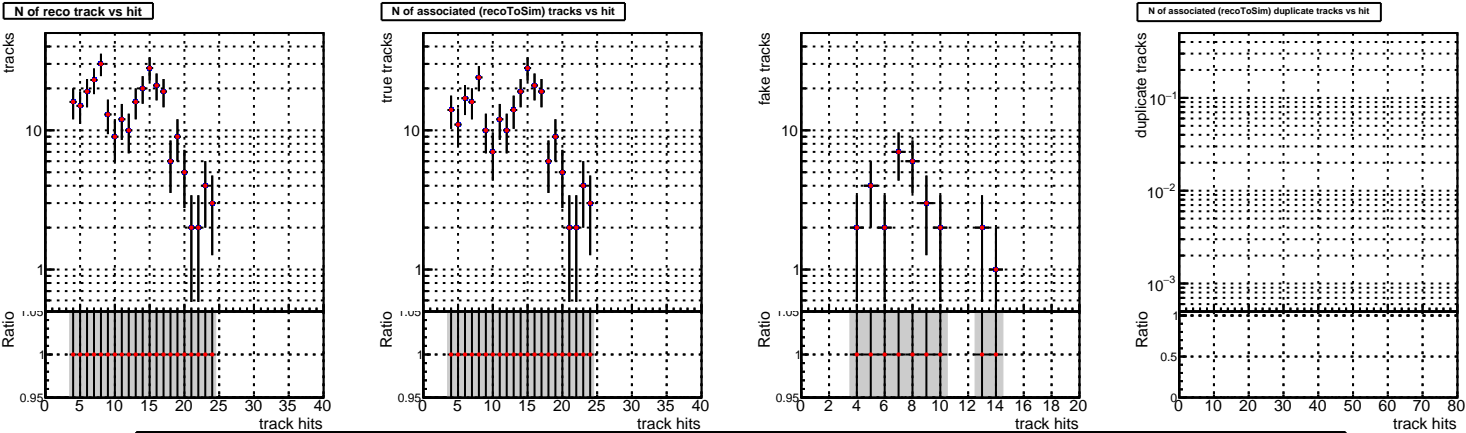 N of reco track vs hit
tracks
10
1
Ratio
1.05
1
0.95
0 5 10 15 20 25 30 35 40
track hits
N of associated (recoToSim) tracks vs hit
true tracks
10
1
Ratio
1.05
1
0.95
0 5 10 15 20 25 30 35 40
track hits
fake tracks
10
1
Ratio
1.05
1
0.95
0 2 4 6 8 10 12 14 16 18 20
track hits
N of associated (recoToSim) duplicate tracks vs hit
duplicate tracks
10⁻¹
10⁻²
10⁻³
Ratio
1
0.5
0
0 10 20 30 40 50 60 70 80
track hits